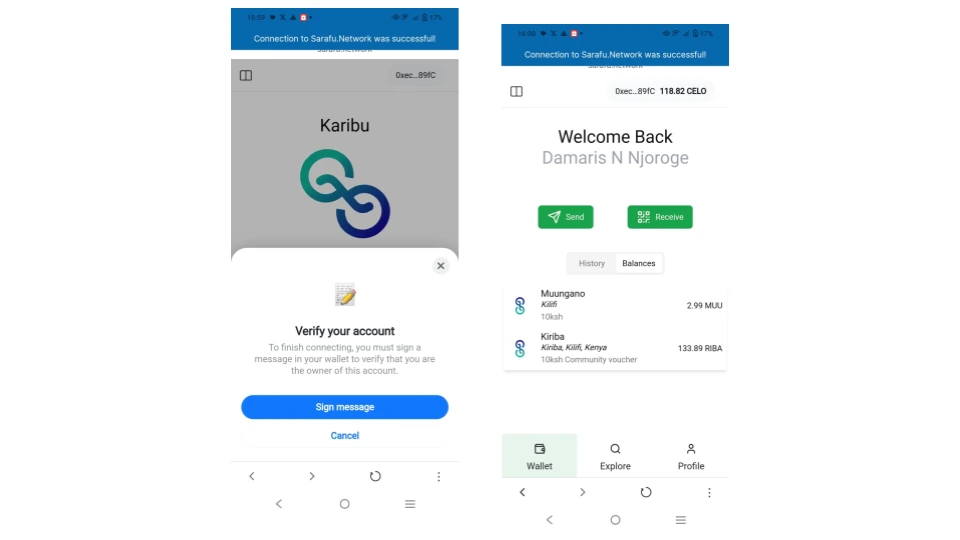 16:59 17%
Connection to Sarafu.Network was successful!
sarafu.network
0xec...89fC
Karibu
Verify your account
To finish connecting, you must sign a
message in your wallet to verify that you are
the owner of this account.
Sign message
Cancel
16:00 17%
Connection to Sarafu.Network was successful!
sarafu.network
0xec...89fC 118.82 CELO
Welcome Back
Damaris N Njoroge
Send Receive
History Balances
Muungano
Kilifi
10ksh
2.99 MUU
Kiriba
Kiriba, Kilifi, Kenya
10ksh Community voucher
133.89 RIBA
Wallet Explore Profile